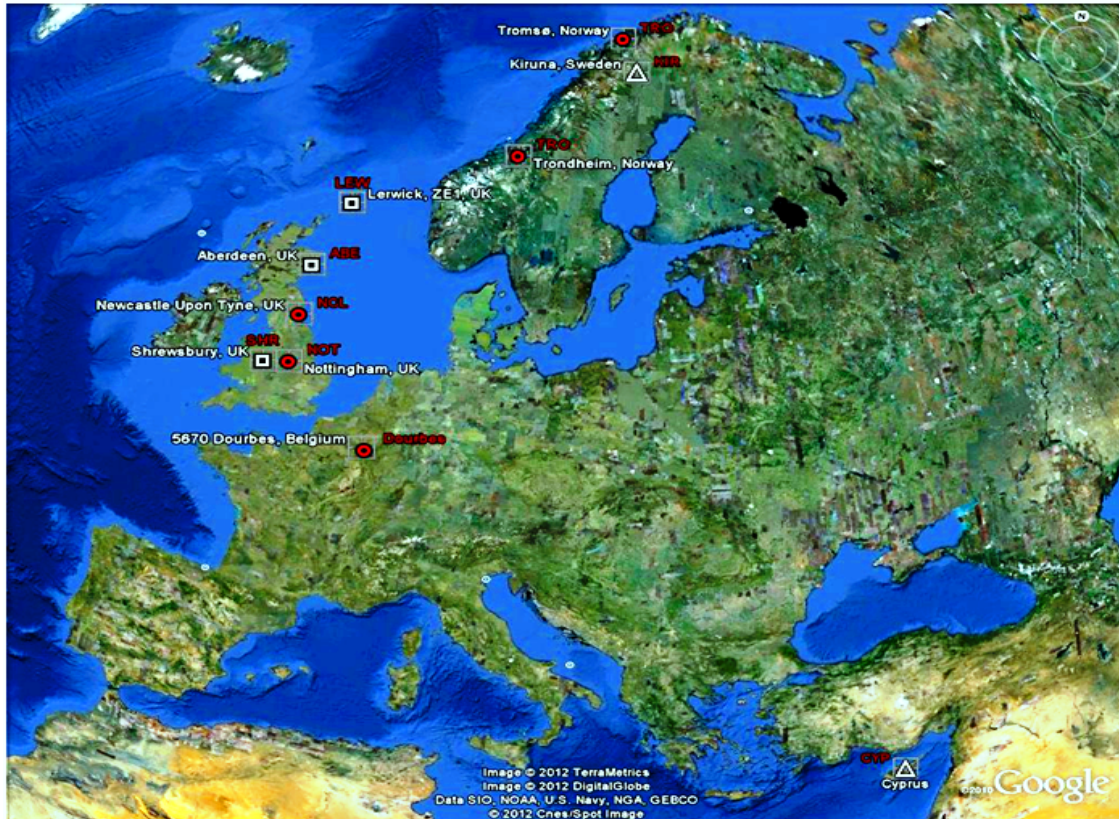 N
Tromsø, Norway
TRO
Kiruna, Sweden
KIR
TRO
Trondheim, Norway
LEW
Lerwick, ZE1, UK
Aberdeen, UK
ABE
Newcastle Upon Tyne, UK
NCL
SHR
Shrewsbury, UK
NOT
Nottingham, UK
5670 Dourbes, Belgium
Dourbes
CYP
Cyprus
Image © 2012 TerraMetrics
Image © 2012 DigitalGlobe
Data SIO, NOAA, U.S. Navy, NGA, GEBCO
© 2012 Cnes/Spot Image
©2010 Google